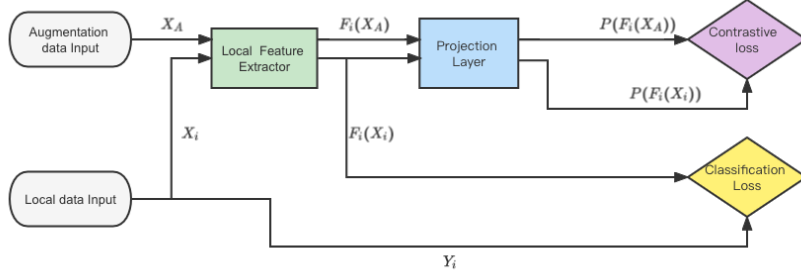 Augmentation
data Input
X_A
Local Feature
Extractor
F_i(X_A)
Projection
Layer
P(F_i(X_A))
Contrastive
loss
P(F_i(X_i))
X_i
F_i(X_i)
Local data Input
Classification
Loss
Y_i